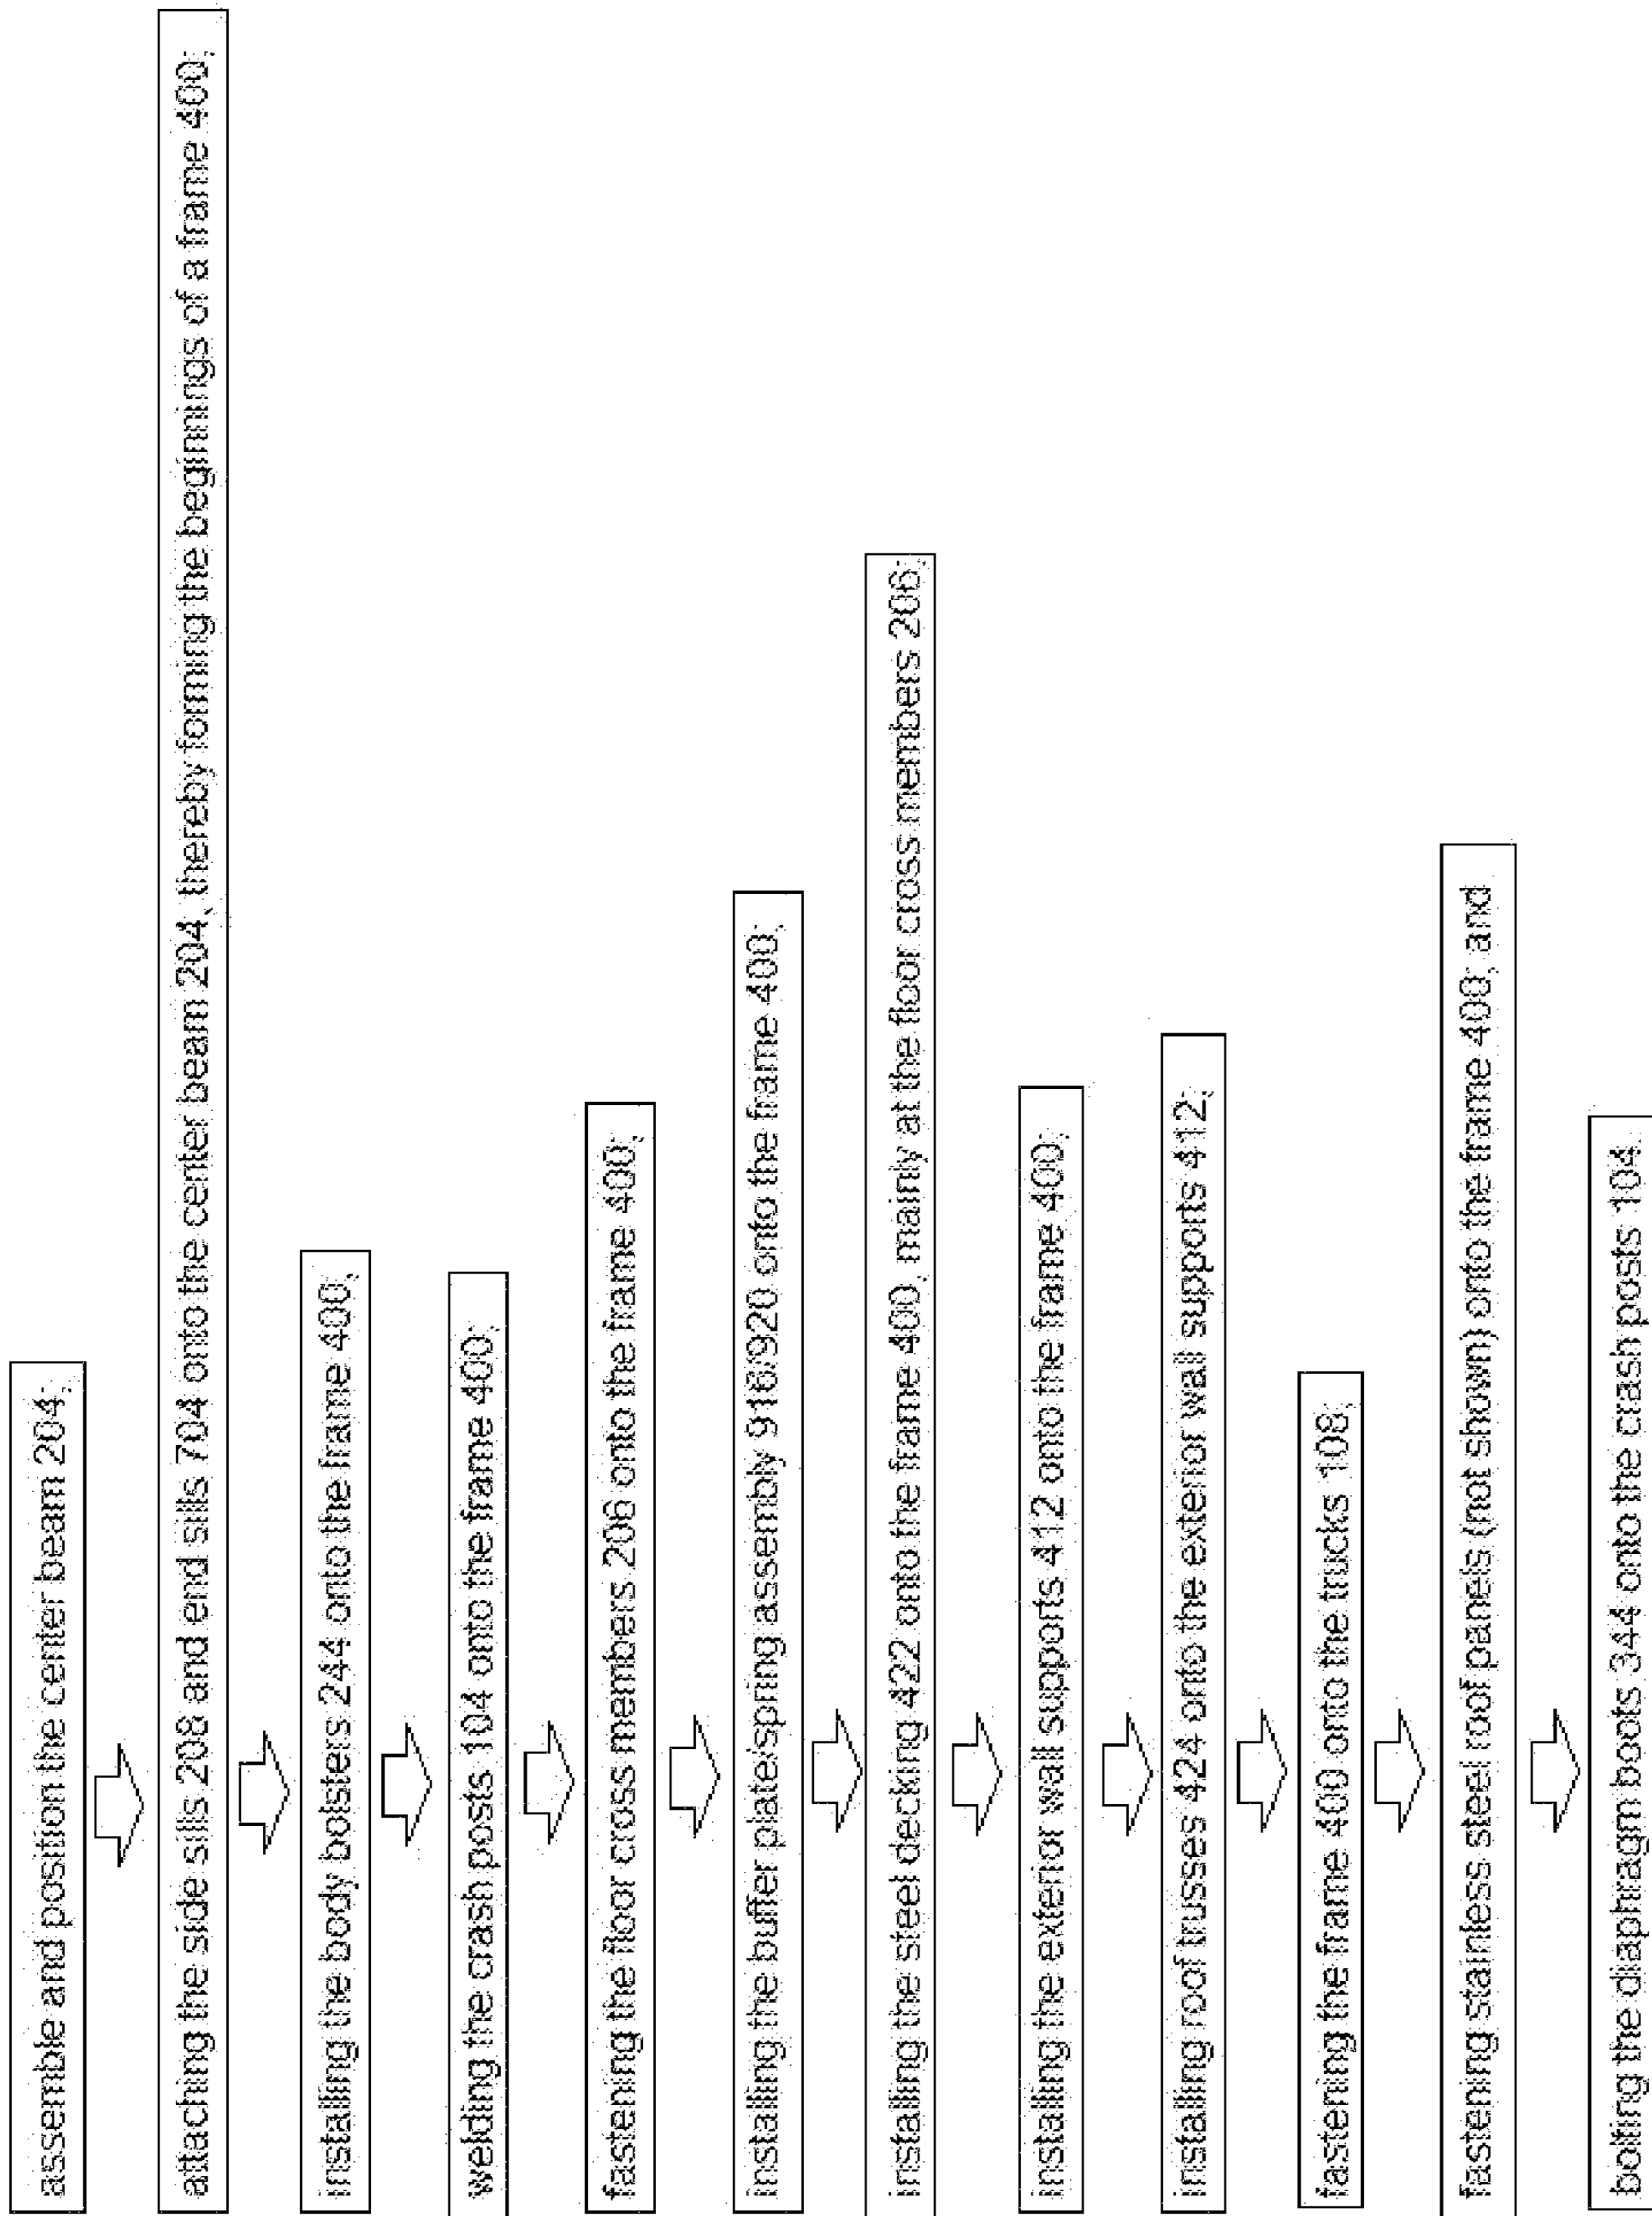 assemble and position the center beam 204;
attaching the side sills 208 and end sills 704 onto the center beam 204, thereby forming the beginnings of a frame 400;
installing the body bolsters 244 onto the frame 400;
welding the crash posts 104 onto the frame 400;
fastening the floor cross members 206 onto the frame 400;
installing the buffer plate/spring assembly 916/920 onto the frame 400;
installing the steel decking 422 onto the frame 400, mainly at the floor cross members 206;
installing the exterior wall supports 412 onto the frame 400;
installing roof trusses 424 onto the exterior wall supports 412;
fastening the frame 400 onto the trucks 108;
fastening stainless steel roof panels (not shown) onto the frame 400; and
bolting the diaphragm boots 344 onto the crash posts 104.